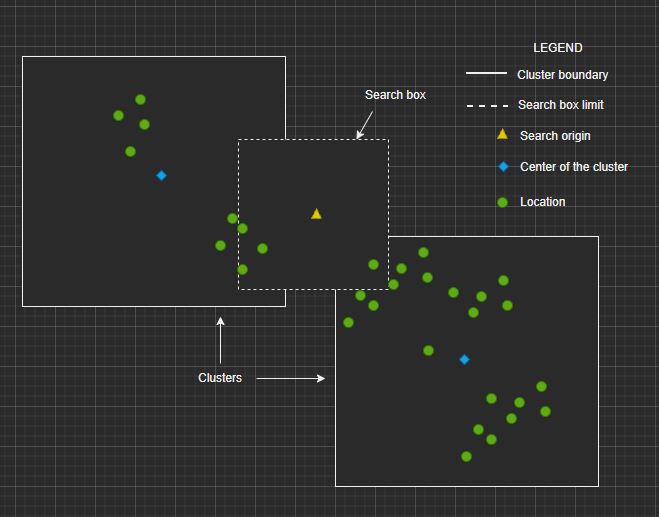 LEGEND
Cluster boundary
Search box
Search box limit
Search origin
Center of the cluster
Location
Clusters